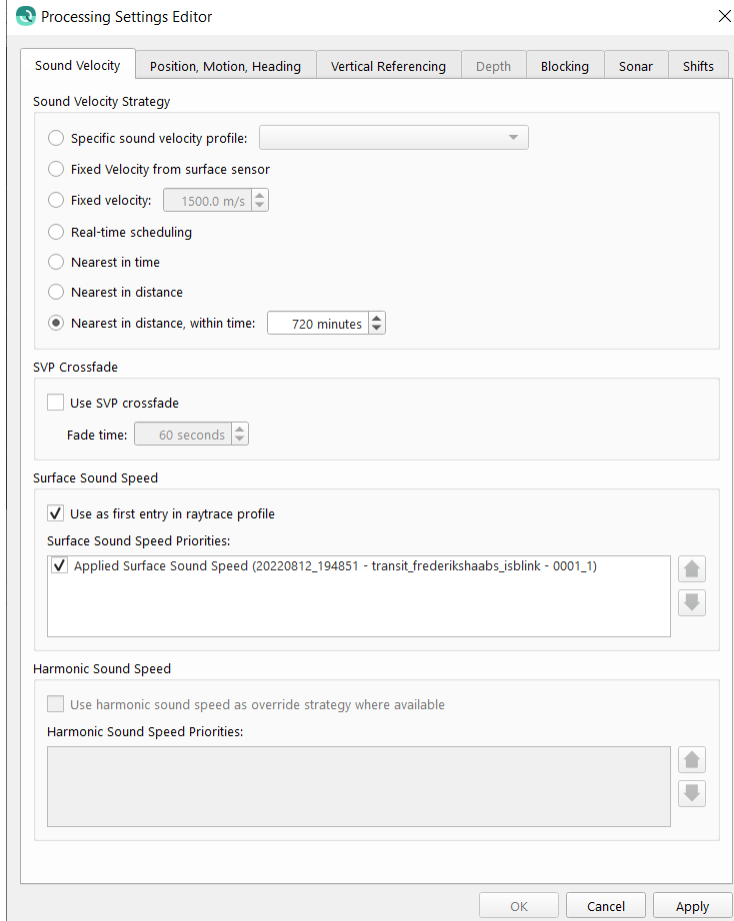 Processing Settings Editor
Sound Velocity
Position, Motion, Heading
Vertical Referencing
Depth
Blocking
Sonar
Shifts
Sound Velocity Strategy
Specific sound velocity profile:
Fixed Velocity from surface sensor
Fixed velocity: 1500.0 m/s
Real-time scheduling
Nearest in time
Nearest in distance
Nearest in distance, within time: 720 minutes
SVP Crossfade
Use SVP crossfade
Fade time: 60 seconds
Surface Sound Speed
Use as first entry in raytrace profile
Surface Sound Speed Priorities:
Applied Surface Sound Speed (20220812_194851 - transit_frederikshaabs_isblink - 0001_1)
Harmonic Sound Speed
Use harmonic sound speed as override strategy where available
Harmonic Sound Speed Priorities:
OK
Cancel
Apply